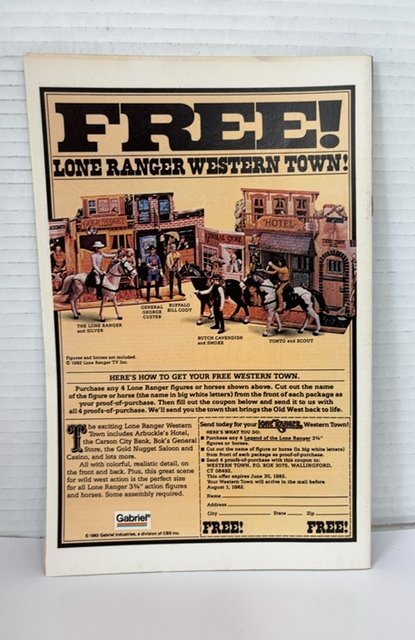 FREE!
LONE RANGER WESTERN TOWN!
GOLD NUGGET
GENERAL STORE
HOTEL
THE LONE RANGER
and SILVER
GENERAL
GEORGE
CUSTER
BUFFALO
BILL CODY
BUTCH CAVENDISH
and SMOKE
TONTO and SCOUT
Figures and horses not included.
© 1982 Lone Ranger TV Inc.
HERE'S HOW TO GET YOUR FREE WESTERN TOWN.
Purchase any 4 Lone Ranger figures or horses shown above. Cut out the name
of the figure or horse (the name in big white letters) from the front of each package as
your proof-of-purchase. Then fill out the coupon below and send it to us with
all 4 proofs-of-purchase. We'll send you the town that brings the Old West back to life.
The exciting Lone Ranger Western
Town includes Arbuckle's Hotel,
the Carson City Bank, Bok's General
Store, the Gold Nugget Saloon and
Casino, and lots more.
All with colorful, realistic detail, on
the front and back. Plus, this great scene
for wild west action is the perfect size
for all Lone Ranger 3¾" action figures
and horses. Some assembly required.
Gabriel®
© 1982 Gabriel Industries, a division of CBS Inc.
Send today for your LONE RANGER Western Town!
HERE'S WHAT YOU DO:
■ Purchase any 4 Legend of the Lone Ranger 3¾"
figures or horses.
■ Cut out the name of figure or horse (in big white letters)
from front of each package as proof-of-purchase.
■ Send 4 proofs-of-purchase with this coupon to:
WESTERN TOWN, P.O. BOX 3075, WALLINGFORD,
CT 06492.
This offer expires June 30, 1982.
Your Western Town will arrive in the mail before
August 1, 1982.
Name
Address
City State Zip
FREE! FREE!